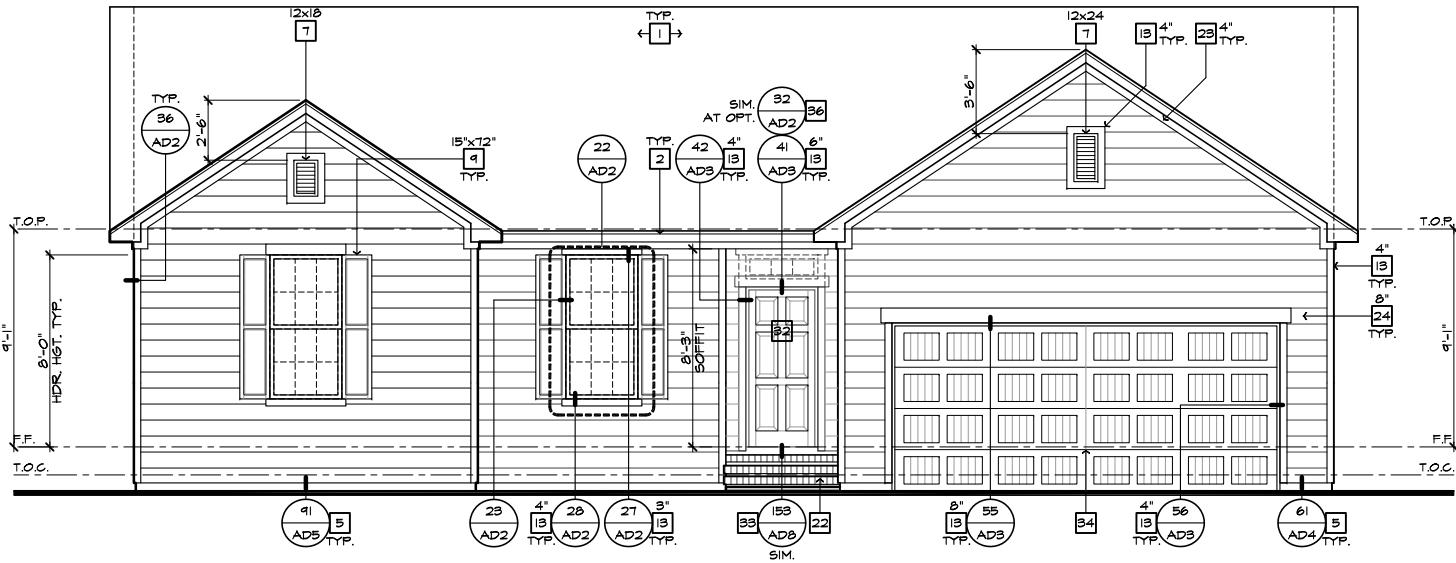 12x18
7
TYP.
1
12x24
7
13 4"
TYP.
23 4"
TYP.
TYP.
36
AD2
2'-6"
SIM.
AT OPT.
32
AD2
36
3'-6"
15"x72"
9
TYP.
22
AD2
TYP.
2
42
AD3
4"
13
TYP.
41
AD3
6"
13
TYP.
T.O.P.
T.O.P.
9'-1"
8'-0"
HDR. HGT. TYP.
8'-3"
SOFFIT
32
4"
13
TYP.
8"
24
TYP.
9'-1"
F.F.
F.F.
T.O.C.
T.O.C.
91
AD5
5
TYP.
23
AD2
4"
13
TYP.
28
AD2
27
AD2
3"
13
TYP.
33
153
AD8
SIM.
22
8"
13
TYP.
55
AD3
34
4"
13
TYP.
56
AD3
61
AD4
5
TYP.